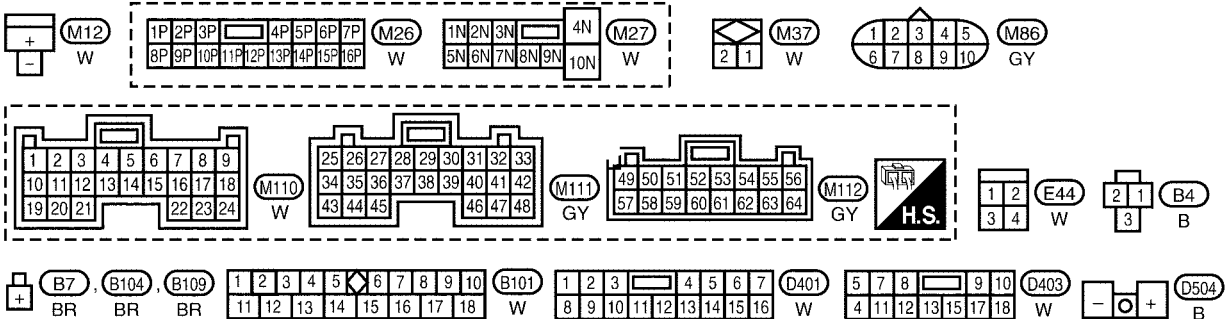 + - M12 W
1P 2P 3P 4P 5P 6P 7P
8P 9P 10P 11P 12P 13P 14P 15P 16P
M26 W
1N 2N 3N 4N
5N 6N 7N 8N 9N 10N
M27 W
2 1
M37 W
1 2 3 4 5
6 7 8 9 10
M86 GY
1 2 3 4 5 6 7 8 9
10 11 12 13 14 15 16 17 18
19 20 21 22 23 24
M110 W
25 26 27 28 29 30 31 32 33
34 35 36 37 38 39 40 41 42
43 44 45 46 47 48
M111 GY
49 50 51 52 53 54 55 56
57 58 59 60 61 62 63 64
M112 GY
H.S.
1 2
3 4
E44 W
2 1
3
B4 B
+ B7 , B104 , B109
BR BR BR
1 2 3 4 5 6 7 8 9 10
11 12 13 14 15 16 17 18
B101 W
1 2 3 4 5 6 7
8 9 10 11 12 13 14 15 16
D401 W
5 7 8 9 10
4 11 12 13 15 17 18
D403 W
- + D504 B